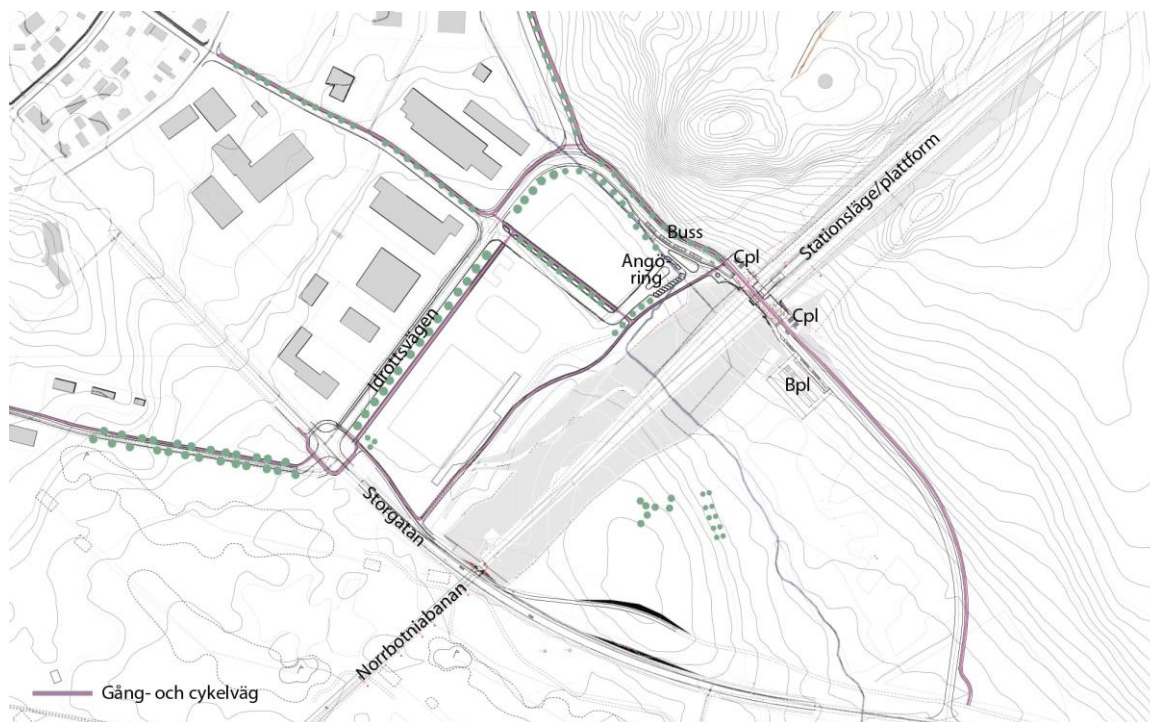 Stationsläge/plattform
Buss
Cpl
Angö-
ring
Cpl
Idrottsvägen
Bpl
Storgatan
Norrbotniabanan
Gång- och cykelväg